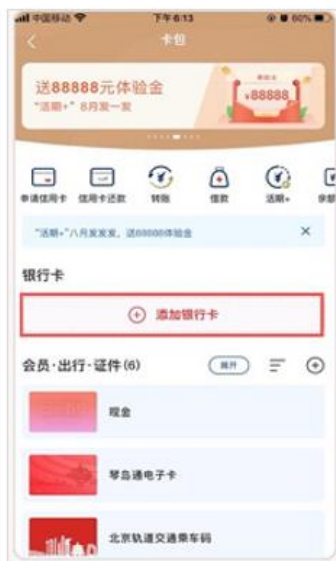 中国移动
下午6:13
60%
卡包
送88888元体验金
“活期+” 8月发一发
¥88888
申请信用卡 信用卡还款 转账 借款 活期+
“活期+”八月发发发，送88888体验金
银行卡
添加银行卡
会员·出行·证件(6)
展开
现金
琴岛通电子卡
北京轨道交通乘车码